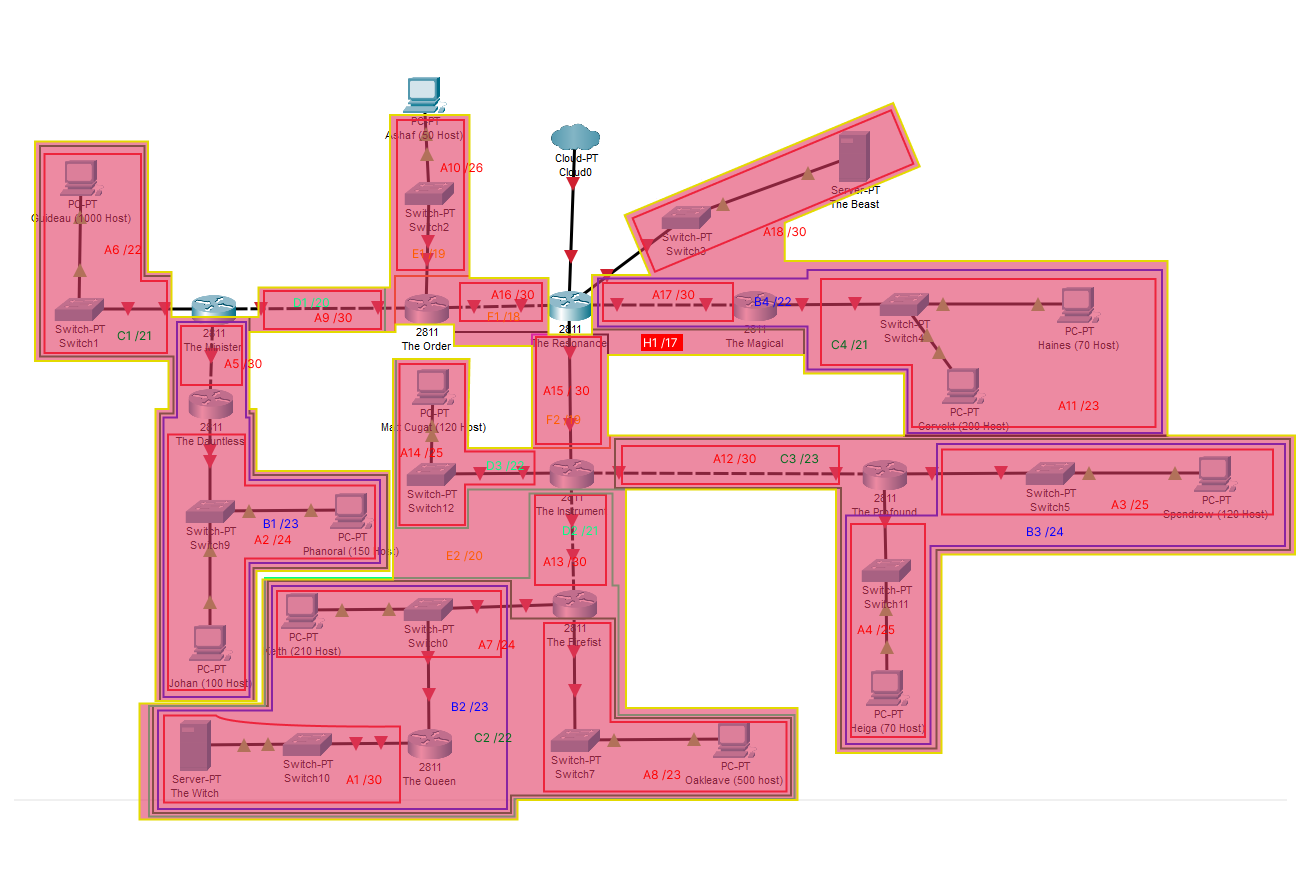 PC-PT
Ashaf (50 Host)
Cloud-PT
Cloud0
A10 /26
PC-PT
Guideau (1000 Host)
Server-PT
The Beast
Switch-PT
Switch2
A18 /30
Switch-PT
Switch3
A6 /22
E1 /19
A16 /30
A17 /30
B4 /22
D1 /20
A9 /30
F1 /18
Switch-PT
Switch1
C1 /21
2811
The Minister
2811
The Order
2811
The Resonance
H1 /17
2811
The Magical
Switch-PT
Switch4
C4 /21
PC-PT
Haines (70 Host)
A5 /30
A15 / 30
F2 /19
A11 /23
PC-PT
Corvekt (200 Host)
2811
The Dauntless
PC-PT
Mac Cugat (120 Host)
A14 /25
Switch-PT
Switch12
A12 /30
C3 /23
2811
The Instrument
2811
The Profound
Switch-PT
Switch5
A3 /25
PC-PT
Spendrow (120 Host)
B3 /24
Switch-PT
Switch9
B1 /23
A2 /24
PC-PT
Phanoral (150 Host)
D2 /21
E2 /20
A13 /30
Switch-PT
Switch11
A4 /25
PC-PT
Keith (210 Host)
Switch-PT
Switch0
A7 /24
2811
The Firefist
PC-PT
Johan (100 Host)
B2 /23
C2 /22
PC-PT
Heiga (70 Host)
Server-PT
The Witch
Switch-PT
Switch10
A1 /30
2811
The Queen
Switch-PT
Switch7
A8 /23
PC-PT
Oakleave (500 host)